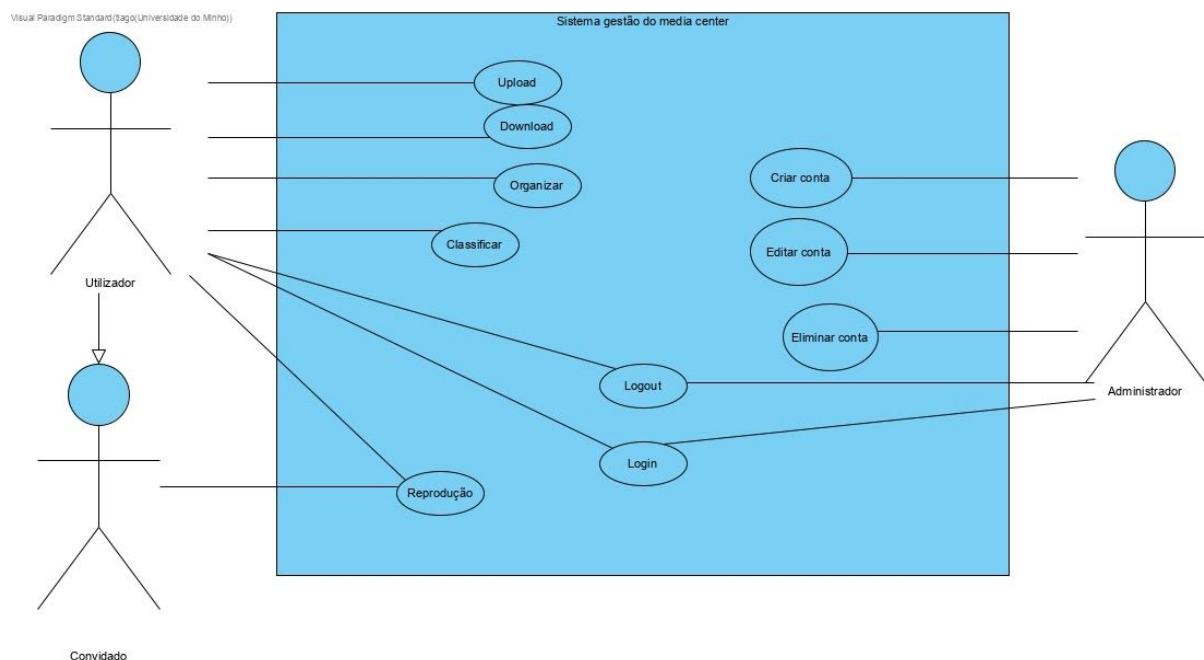 Visual Paradigm Standard(tiago(Universidade do Minho))
Sistema gestão do media center
Upload
Download
Organizar
Criar conta
Classificar
Editar conta
Utilizador
Eliminar conta
Logout
Administrador
Login
Reprodução
Convidado